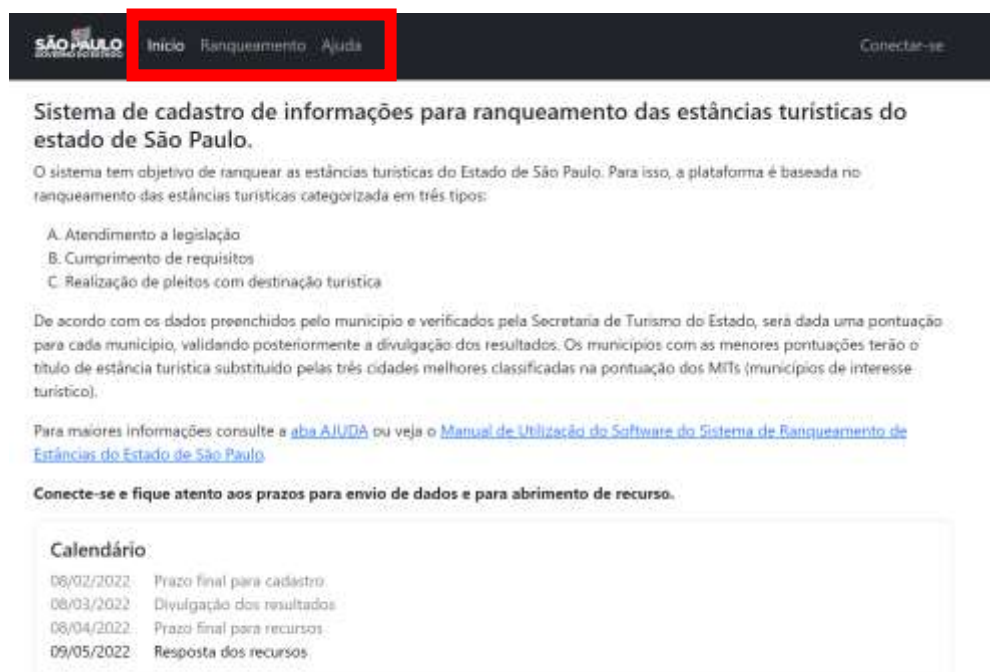 SÃO PAULO
GOVERNO DO ESTADO
Início Ranqueamento Ajuda
Conectar-se
Sistema de cadastro de informações para ranqueamento das estâncias turísticas do
estado de São Paulo.
O sistema tem objetivo de ranquear as estâncias turísticas do Estado de São Paulo. Para isso, a plataforma é baseada no
ranqueamento das estâncias turísticas categorizada em três tipos:
A. Atendimento a legislação
B. Cumprimento de requisitos
C. Realização de pleitos com destinação turística
De acordo com os dados preenchidos pelo município e verificados pela Secretaria de Turismo do Estado, será dada uma pontuação
para cada município, validando posteriormente a divulgação dos resultados. Os municípios com as menores pontuações terão o
título de estância turística substituído pelas três cidades melhores classificadas na pontuação dos MITs (municípios de interesse
turístico).
Para maiores informações consulte a aba AJUDA ou veja o Manual de Utilização do Software do Sistema de Ranqueamento de
Estâncias do Estado de São Paulo.
Conecte-se e fique atento aos prazos para envio de dados e para abrimento de recurso.
Calendário
08/02/2022 Prazo final para cadastro
08/03/2022 Divulgação dos resultados
08/04/2022 Prazo final para recursos
09/05/2022 Resposta dos recursos